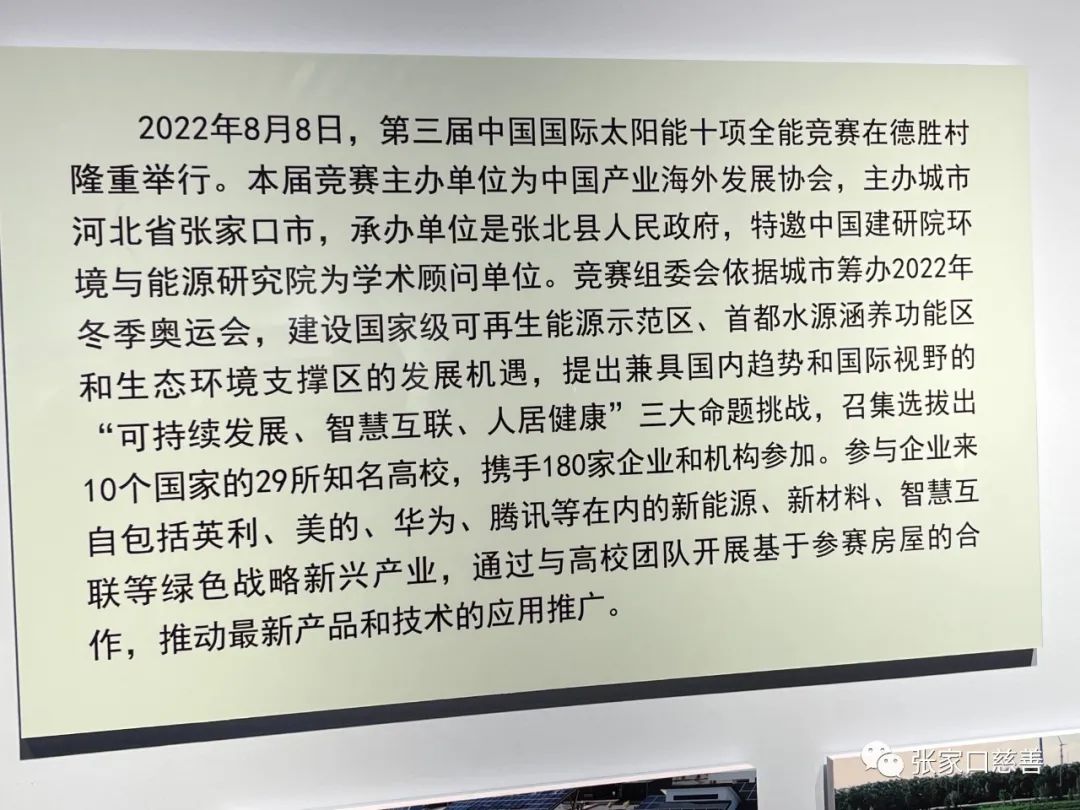 2022年8月8日，第三届中国国际太阳能十项全能竞赛在德胜村
隆重举行。本届竞赛主办单位为中国产业海外发展协会，主办城市
河北省张家口市，承办单位是张北县人民政府，特邀中国建研院环
境与能源研究院为学术顾问单位。竞赛组委会依据城市筹办2022年
冬季奥运会，建设国家级可再生能源示范区、首都水源涵养功能区
和生态环境支撑区的发展机遇，提出兼具国内趋势和国际视野的
“可持续发展、智慧互联、人居健康”三大命题挑战，召集选拔出
10个国家的29所知名高校，携手180家企业和机构参加。参与企业来
自包括英利、美的、华为、腾讯等在内的新能源、新材料、智慧互
联等绿色战略新兴产业，通过与高校团队开展基于参赛房屋的合
作，推动最新产品和技术的应用推广。
张家口慈善